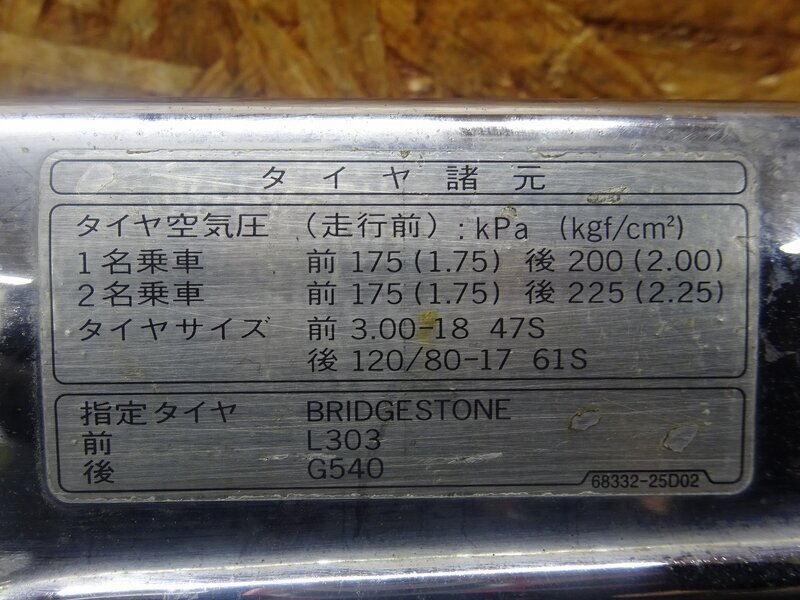 タイヤ諸元
タイヤ空気圧 (走行前) : kPa (kgf/cm²)
1名乗車 前 175 (1.75) 後 200 (2.00)
2名乗車 前 175 (1.75) 後 225 (2.25)
タイヤサイズ 前 3.00-18 47S
後 120/80-17 61S
指定タイヤ BRIDGESTONE
前 L303
後 G540
68332-25D02